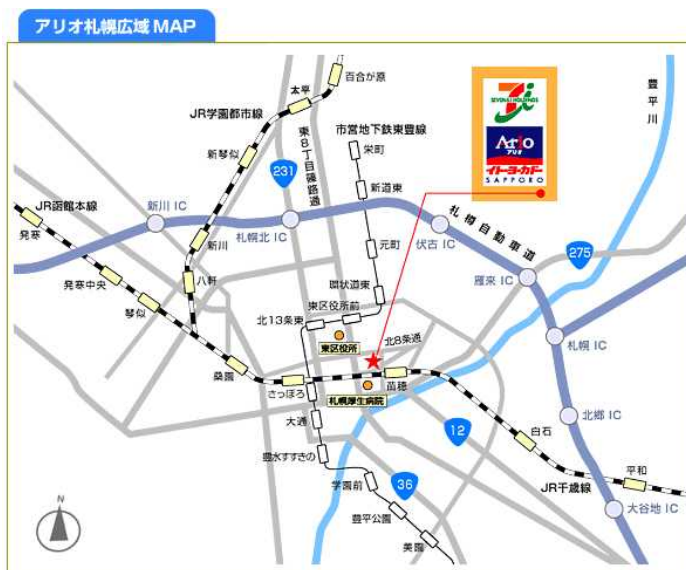 アリオ札幌広域MAP
百合が原
太平
JR学園都市線
市営地下鉄東豊線
豊平川
SEVEN & i HOLDINGS
Ario
アリオ
イトーヨーカドー
SAPPORO
栄町
東8丁目篠路通
新琴似
231
新道東
JR函館本線
新川 IC
札幌北 IC
発寒
新川
元町
伏古 IC
札樽自動車道
275
雁来 IC
発寒中央
八軒
環状通東
琴似
東区役所前
北13条東
東区役所
北8条通
札幌 IC
桑園
さっぽろ
苗穂
札幌厚生病院
大通
12
白石
北郷 IC
豊水すすきの
学園前
36
平和
JR千歳線
N
豊平公園
大谷地 IC
美園